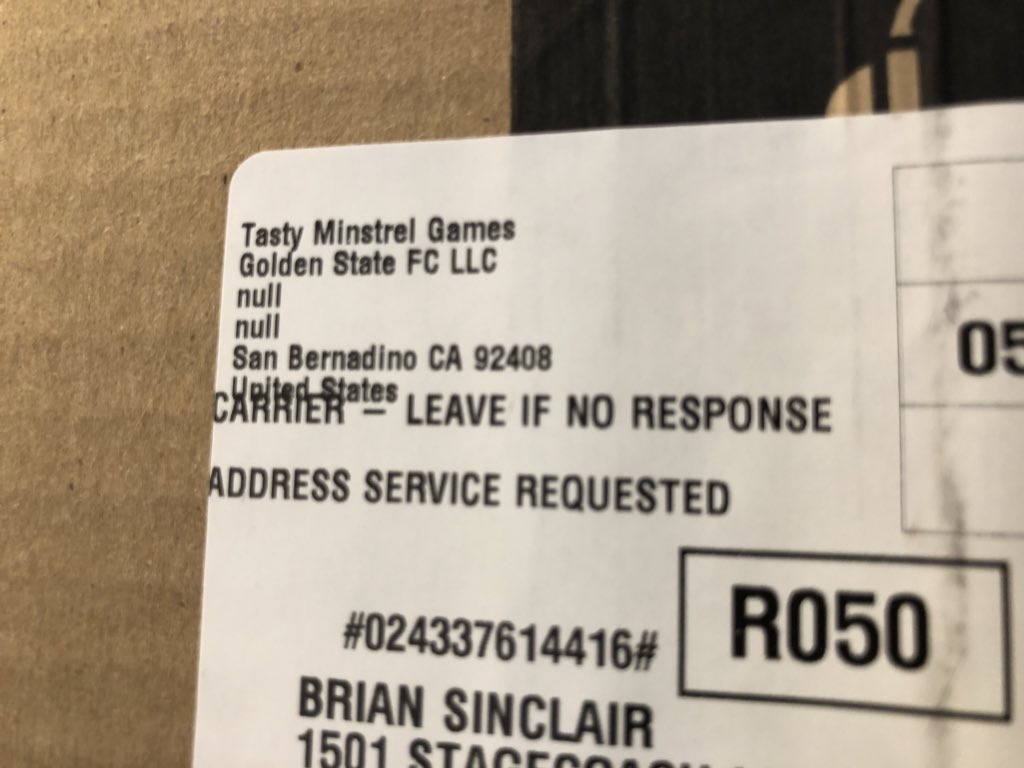 Tasty Minstrel Games
Golden State FC LLC
null
null
San Bernadino CA 92408
United States
CARRIER – LEAVE IF NO RESPONSE
05
ADDRESS SERVICE REQUESTED
R050
#024337614416#
BRIAN SINCLAIR
1501 STAGECOACH